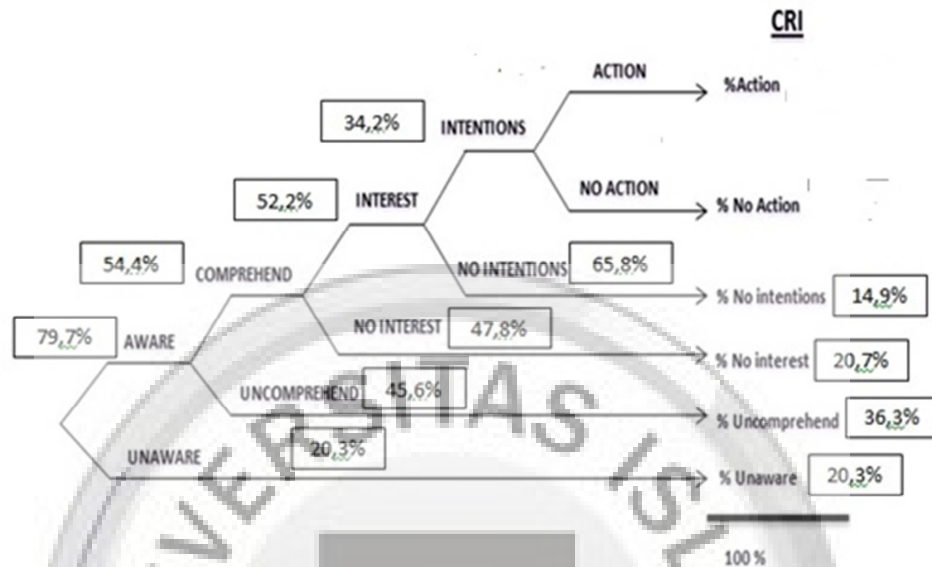 CRI
ACTION
%Action
34,2%
INTENTIONS
NO ACTION
% No Action
52,2%
INTEREST
54,4%
COMPREHEND
NO INTENTIONS
65,8%
% No intentions
14,9%
79,7%
AWARE
NO INTEREST
47,8%
% No interest
20,7%
UNCOMPREHEND
45,6%
% Uncomprehend
36,3%
UNAWARE
20,3%
% Unaware
20,3%
100 %
VERSITAS ISL